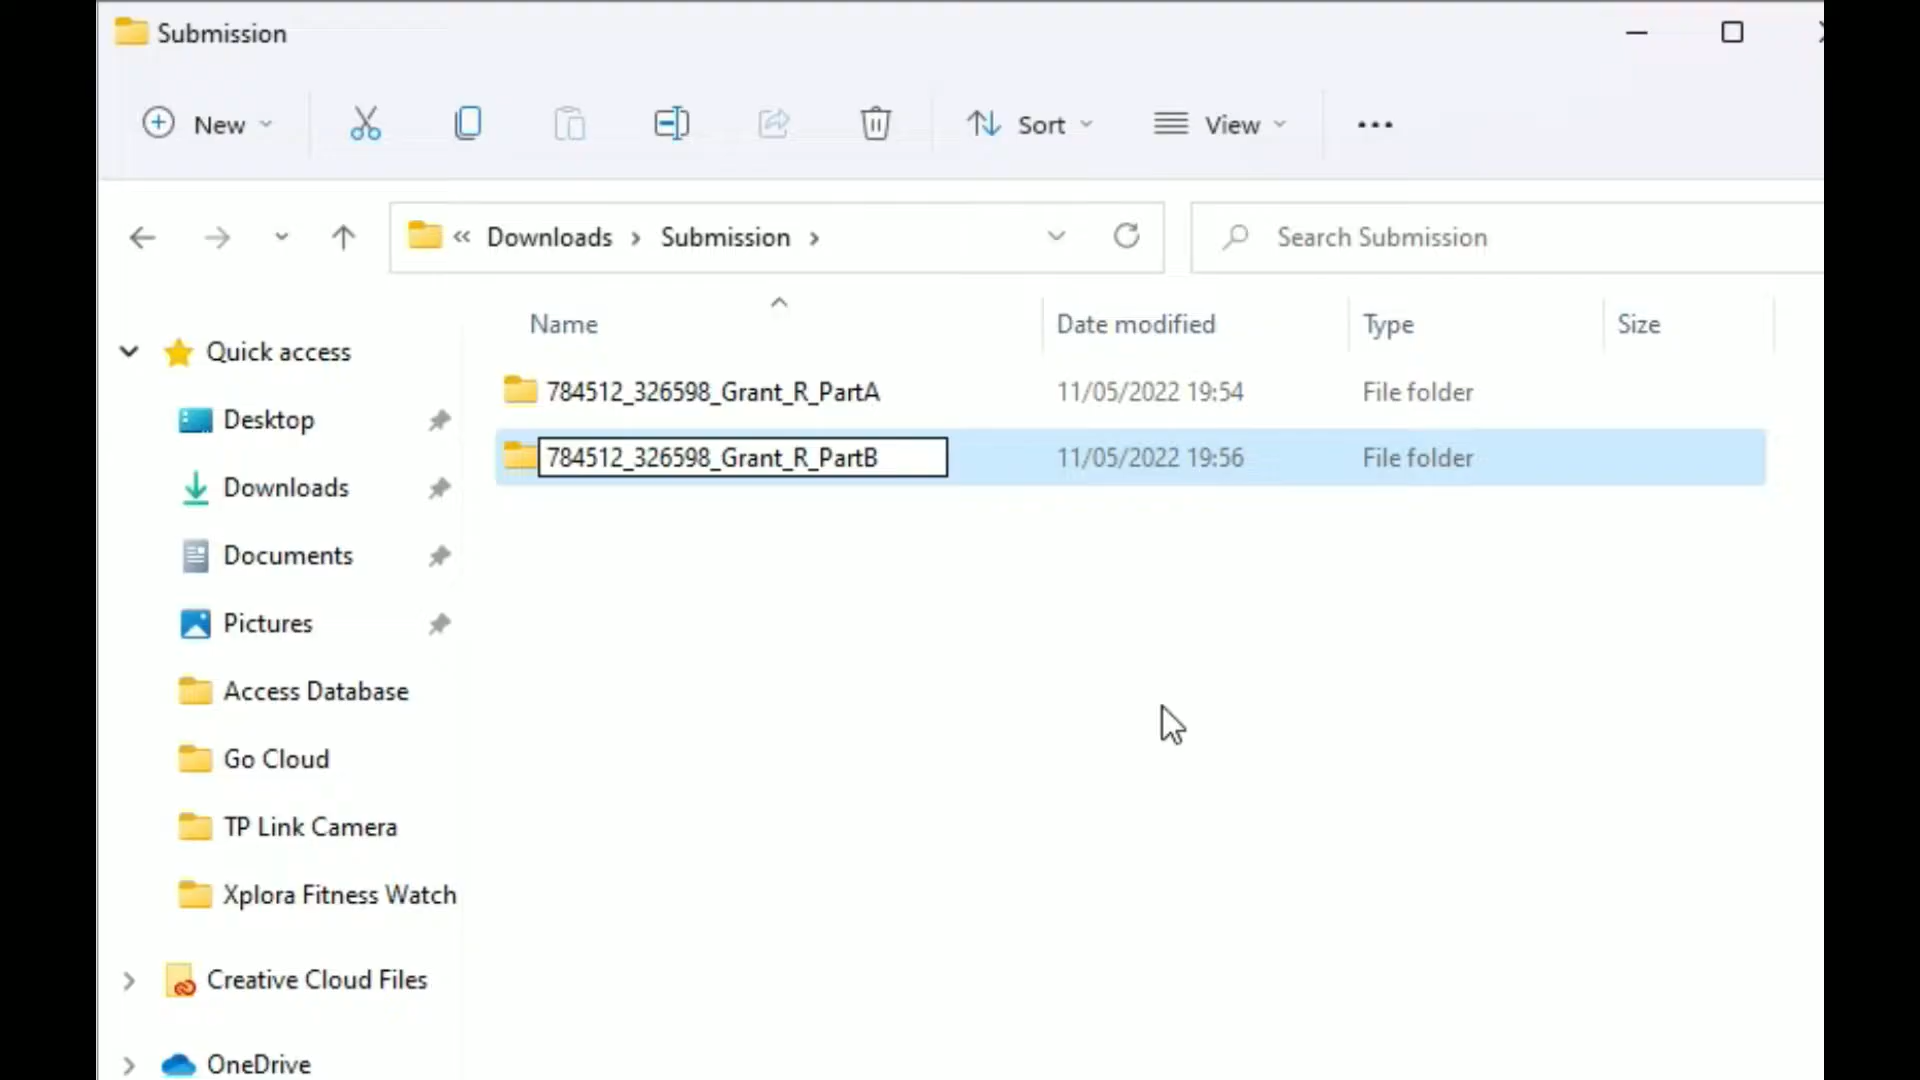 Submission
New
Sort
View
« Downloads › Submission ›
Search Submission
Name
Date modified
Type
Size
Quick access
Desktop
Downloads
Documents
Pictures
Access Database
Go Cloud
TP Link Camera
Xplora Fitness Watch
Creative Cloud Files
OneDrive
784512_326598_Grant_R_PartA 11/05/2022 19:54 File folder
784512_326598_Grant_R_PartB 11/05/2022 19:56 File folder